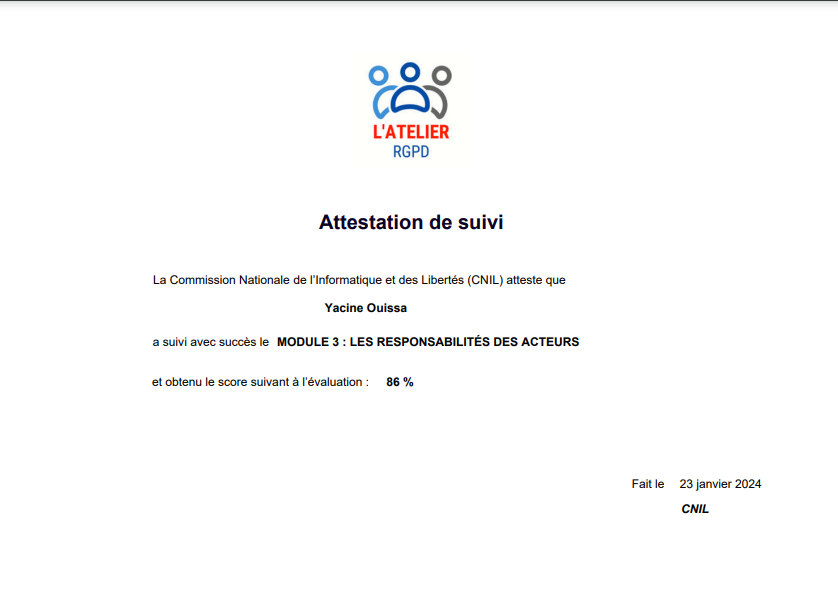 L'ATELIER
RGPD
Attestation de suivi
La Commission Nationale de l'Informatique et des Libertés (CNIL) atteste que
Yacine Ouissa
a suivi avec succès le MODULE 3 : LES RESPONSABILITÉS DES ACTEURS
et obtenu le score suivant à l'évaluation : 86 %
Fait le 23 janvier 2024
CNIL